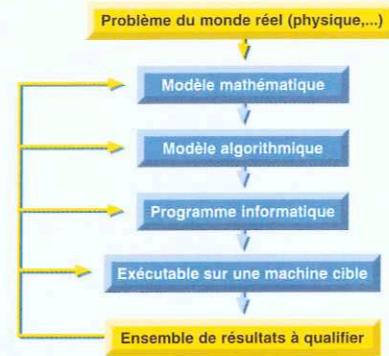 Problème du monde réel (physique,...)
Modèle mathématique
Modèle algorithmique
Programme informatique
Exécutable sur une machine cible
Ensemble de résultats à qualifier